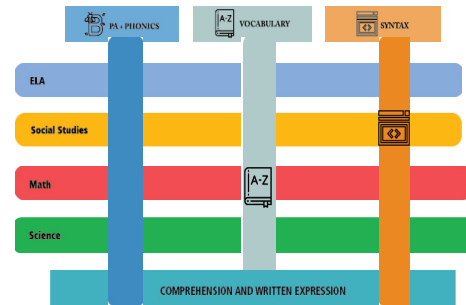 PA + PHONICS
A-Z
VOCABULARY
SYNTAX
ELA
Social Studies
Math
A-Z
Science
COMPREHENSION AND WRITTEN EXPRESSION